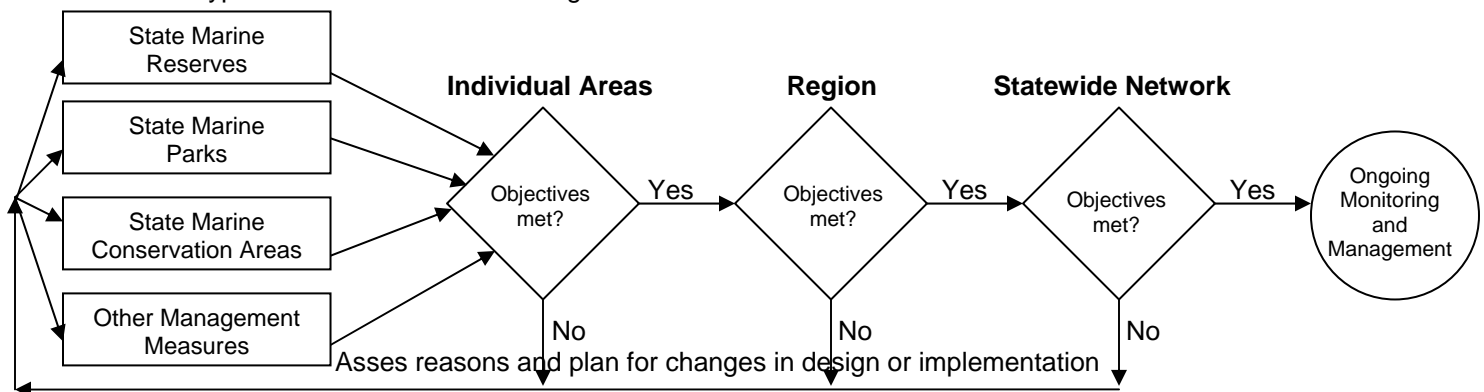 State Marine
Reserves
State Marine
Parks
State Marine
Conservation Areas
Other Management
Measures
Individual Areas
Objectives
met?
Yes
No
Region
Objectives
met?
Yes
No
Statewide Network
Objectives
met?
Yes
No
Ongoing
Monitoring
and
Management
Asses reasons and plan for changes in design or implementation